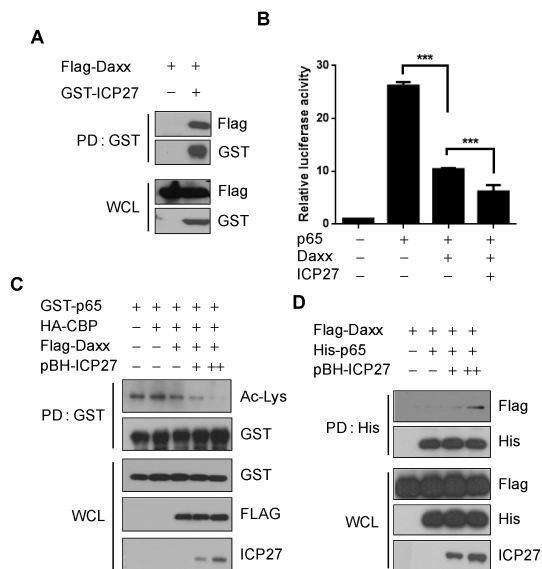 A
Flag-Daxx + +
GST-ICP27 – +
PD : GST
Flag
GST
WCL
Flag
GST
B
Relative luciferase acivity
30
20
10
0
***
***
p65 – + + +
Daxx – – + +
ICP27 – – – +
C
GST-p65 + + + + +
HA-CBP – + + + +
Flag-Daxx – – + + +
pBH-ICP27 – – – + ++
PD : GST
Ac-Lys
GST
WCL
GST
FLAG
ICP27
D
Flag-Daxx + + + +
His-p65 – + + +
pBH-ICP27 – – + ++
PD : His
Flag
His
WCL
Flag
His
ICP27